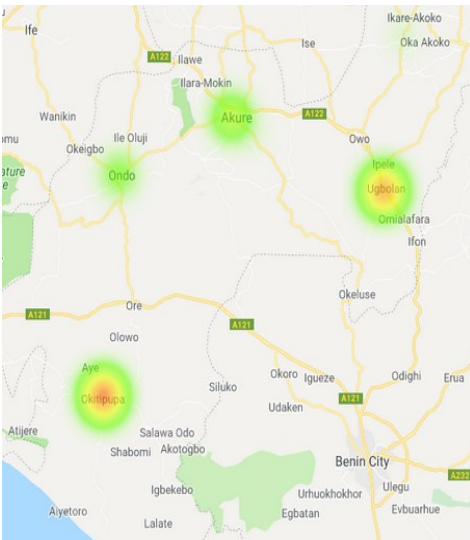 Ikare-Akoko
Ife
Oka Akoko
Ise
A122
Ilawe
Ilara-Mokin
Akure
A122
Wanikin
Owo
Ile Oluji
Okeigbo
Ipele
Ondo
Ugbolan
Omialafara
Ifon
Okeluse
Ore
A121
A121
Olowo
Aye
Okoro
Igueze
Odighi
Erua
Siluko
Okitipupa
A121
Udaken
Atijere
Salawa Odo
Shabomi
Akotogbo
Benin City
A232
Igbekebo
Ulegu
Urhuokhokhor
Aiyetoro
Egbatan
Evbuarhue
Lalate